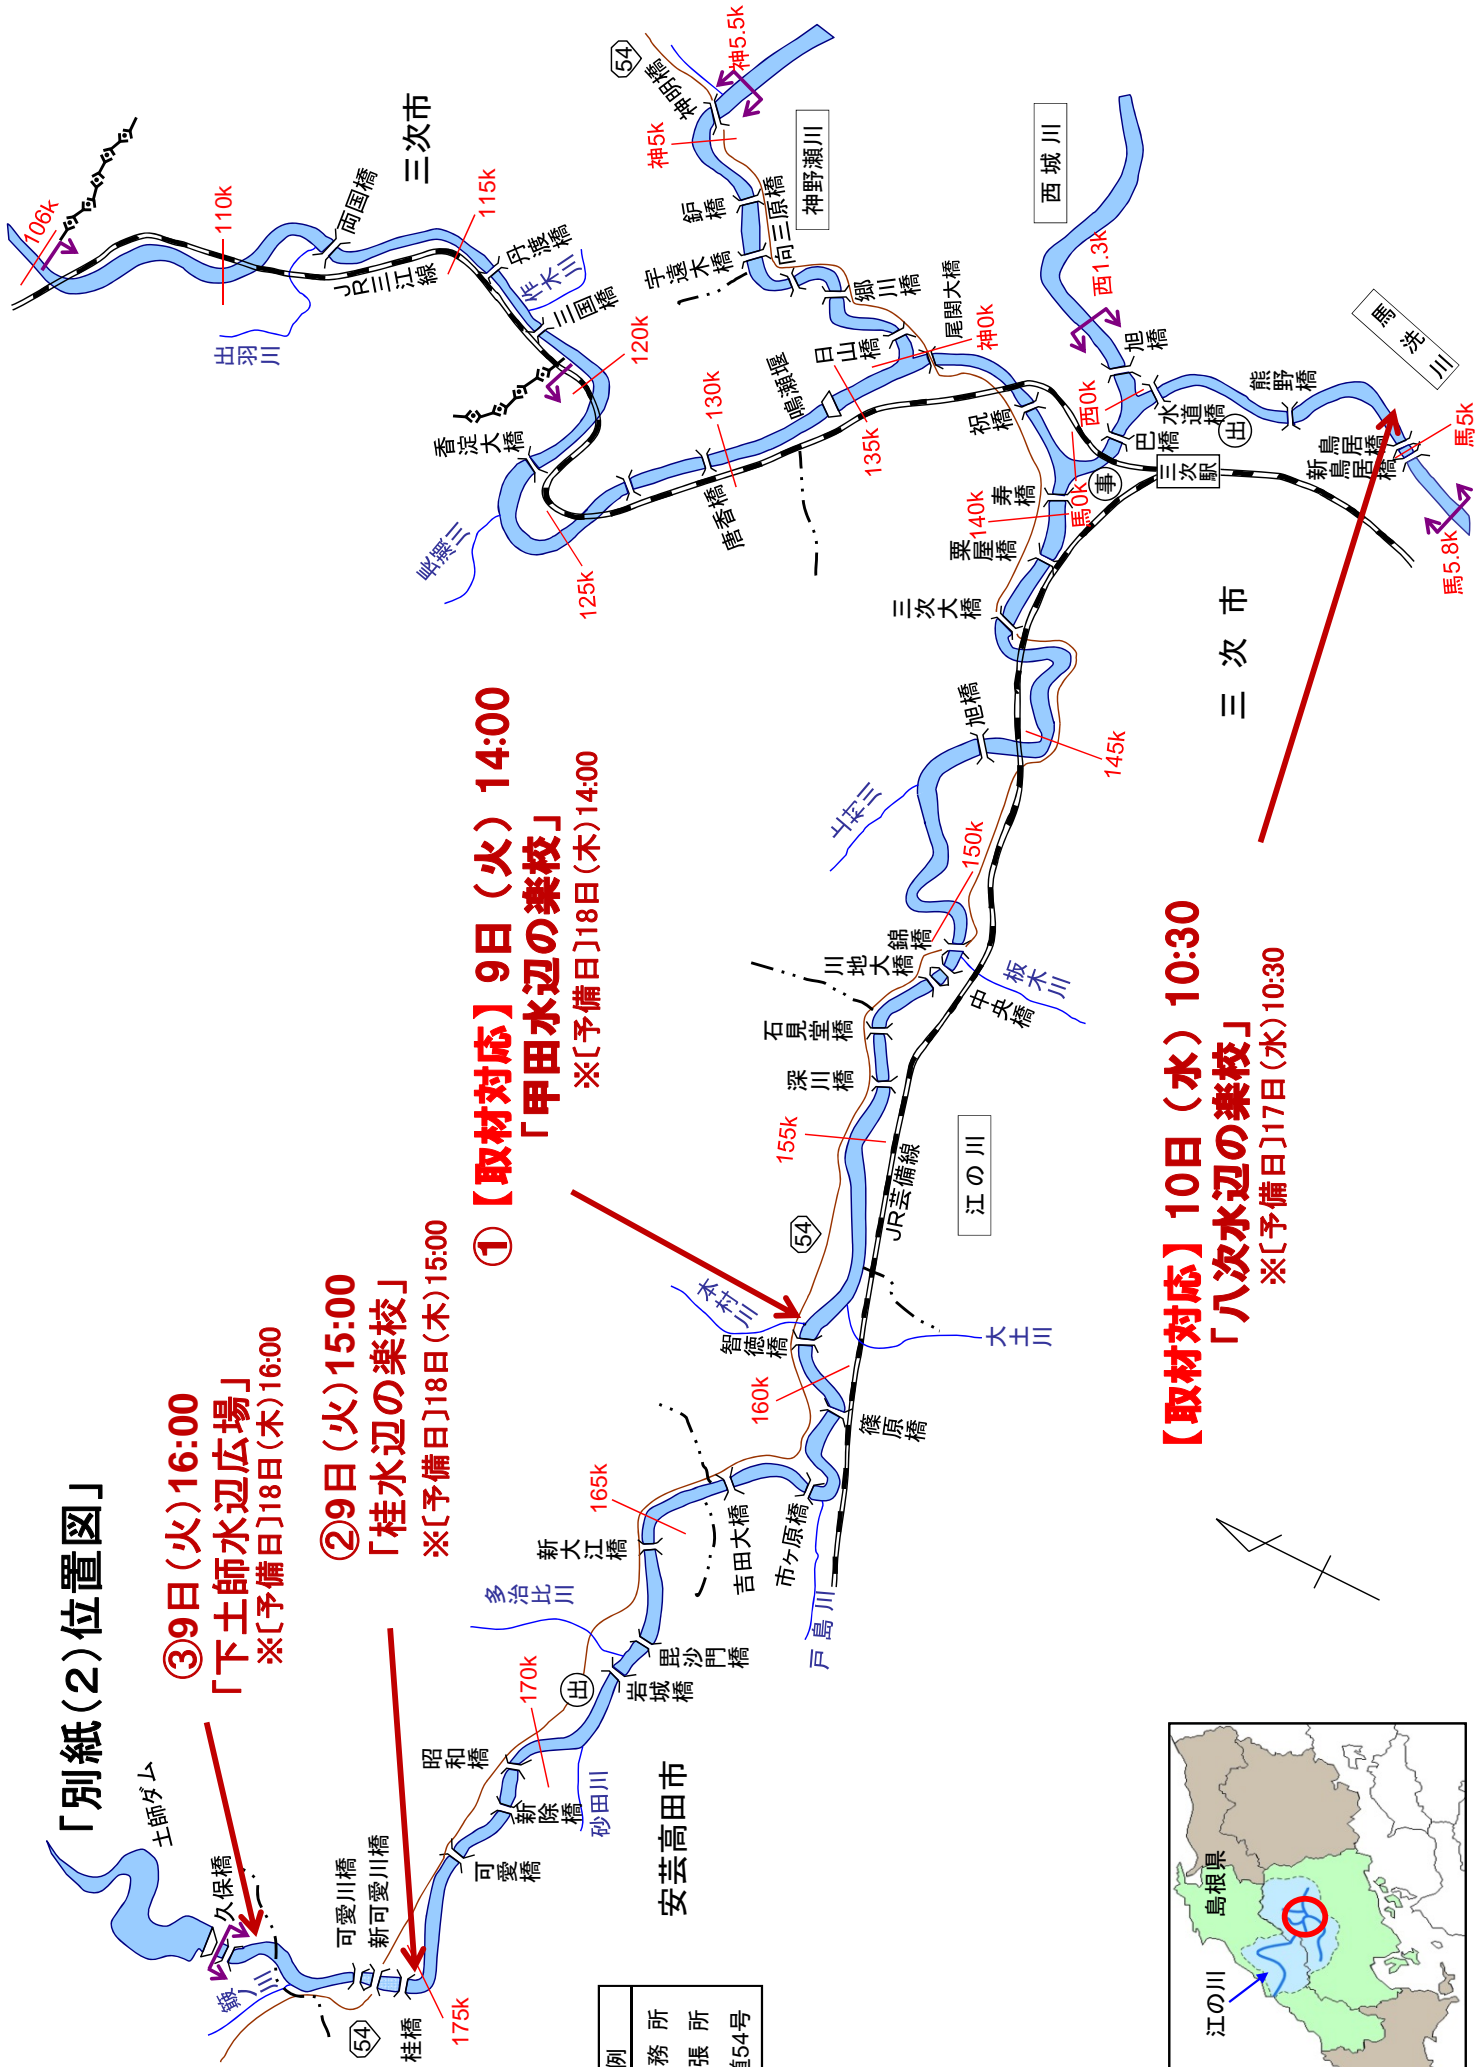 「別紙（２）位置図」
③9日（火）16:00
「下土師水辺広場」
※〔予備日〕18日（木）16:00
②9日（火）15:00
「桂水辺の楽校」
※〔予備日〕18日（木）15:00
①【取材対応】9日（火）14:00
「甲田水辺の楽校」
※〔予備日〕18日（木）14:00
【取材対応】10日（水）10:30
「八次水辺の楽校」
※〔予備日〕17日（水）10:30
土師ダム
久保橋
可愛川橋
新可愛川橋
54
桂橋
175k
可愛橋
新除橋
昭和橋
170k
砂田川
出
岩城橋
毘沙門橋
多治比川
新大江橋
165k
吉田大橋
市ケ原橋
戸島川
安芸高田市
160k
篠原橋
智徳橋
本村川
大土川
54
JR芸備線
江の川
155k
深川橋
石見堂橋
川地大橋
錦橋
中央橋
板木川
150k
上村川
旭橋
145k
三次大橋
粟屋橋
寿橋
140k
馬0k
事
三次駅
巴橋
水道橋
出
西0k
旭橋
西1.3k
西城川
熊野橋
馬洗川
鳥居橋
新鳥居橋
馬5k
馬5.8k
三次市
祝橋
尾関大橋
神0k
日山橋
郷川橋
向三原橋
宇遠木橋
鈩橋
神野瀬川
神5k
神明橋
神5.5k
54
鳴瀬堰
135k
130k
唐香橋
125k
香淀大橋
120k
三国橋
作木川
丹渡橋
115k
三次市
両国橋
JR三江線
出羽川
110k
106k
例
務所
張所
道54号
江の川
島根県